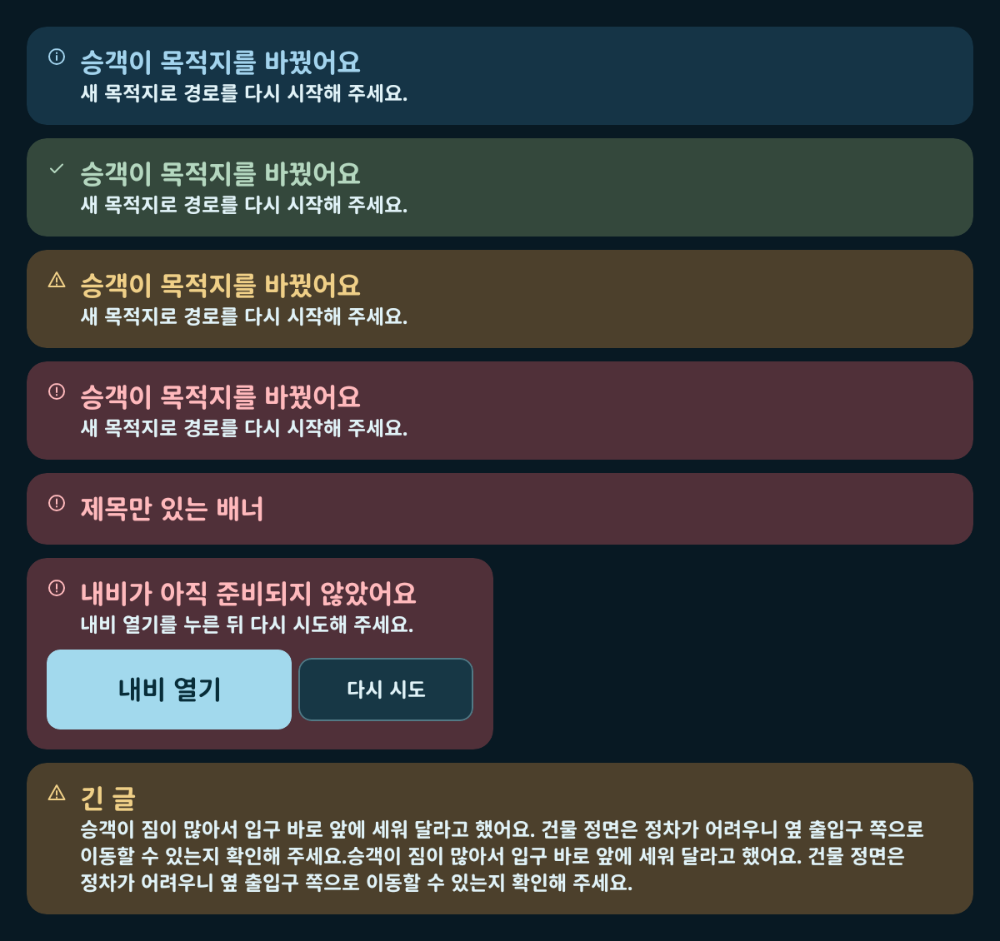 승객이 목적지를 바꿨어요
새 목적지로 경로를 다시 시작해 주세요.
승객이 목적지를 바꿨어요
새 목적지로 경로를 다시 시작해 주세요.
승객이 목적지를 바꿨어요
새 목적지로 경로를 다시 시작해 주세요.
승객이 목적지를 바꿨어요
새 목적지로 경로를 다시 시작해 주세요.
제목만 있는 배너
내비가 아직 준비되지 않았어요
내비 열기를 누른 뒤 다시 시도해 주세요.
내비 열기
다시 시도
긴 글
승객이 짐이 많아서 입구 바로 앞에 세워 달라고 했어요. 건물 정면은 정차가 어려우니 옆 출입구 쪽으로
이동할 수 있는지 확인해 주세요.승객이 짐이 많아서 입구 바로 앞에 세워 달라고 했어요. 건물 정면은
정차가 어려우니 옆 출입구 쪽으로 이동할 수 있는지 확인해 주세요.